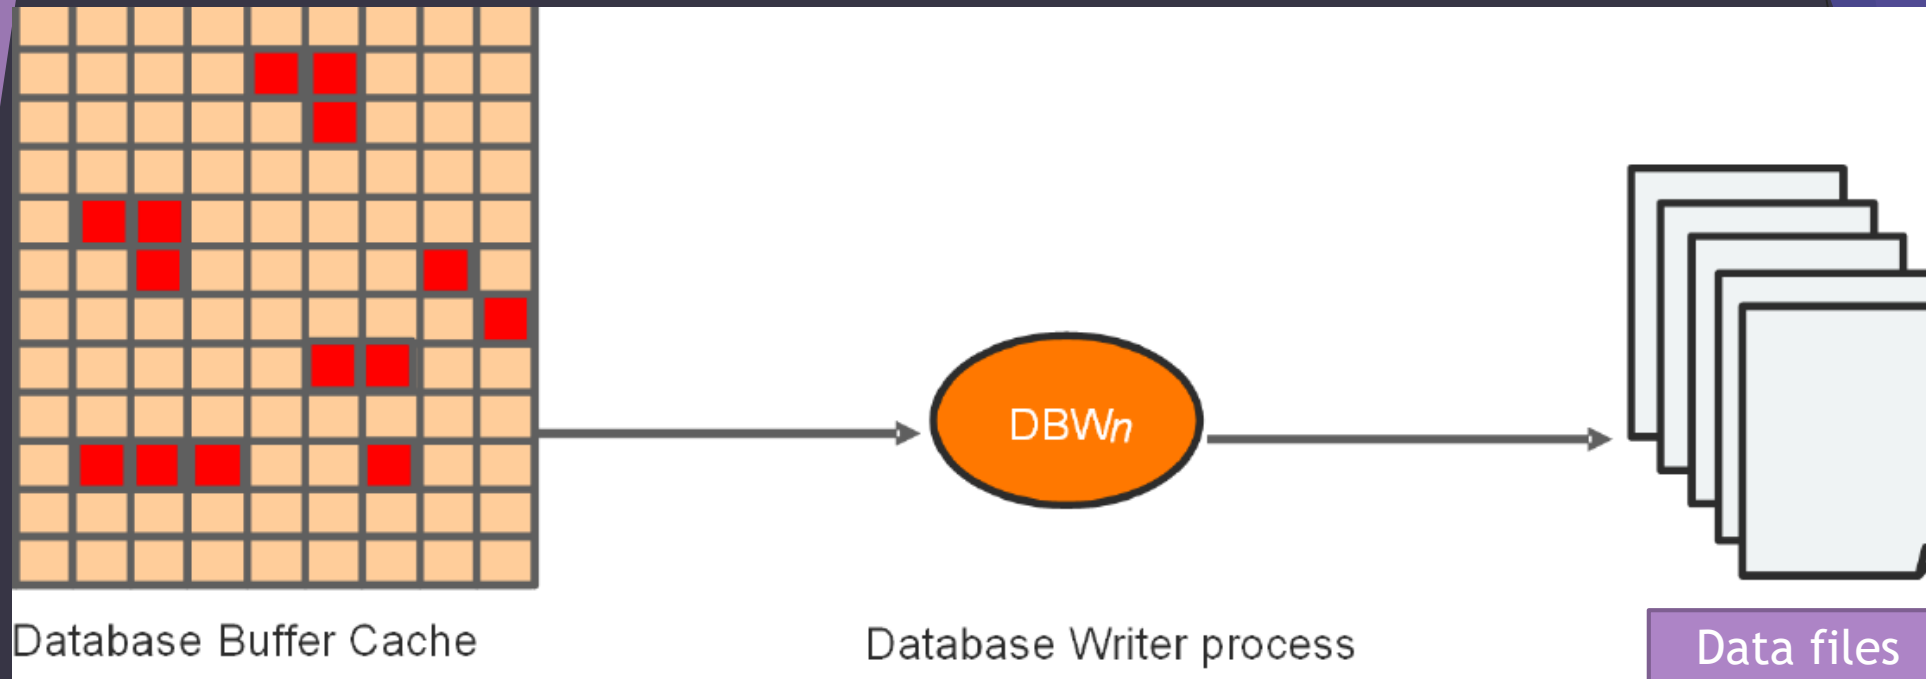 DBWn
Database Buffer Cache
Database Writer process
Data files